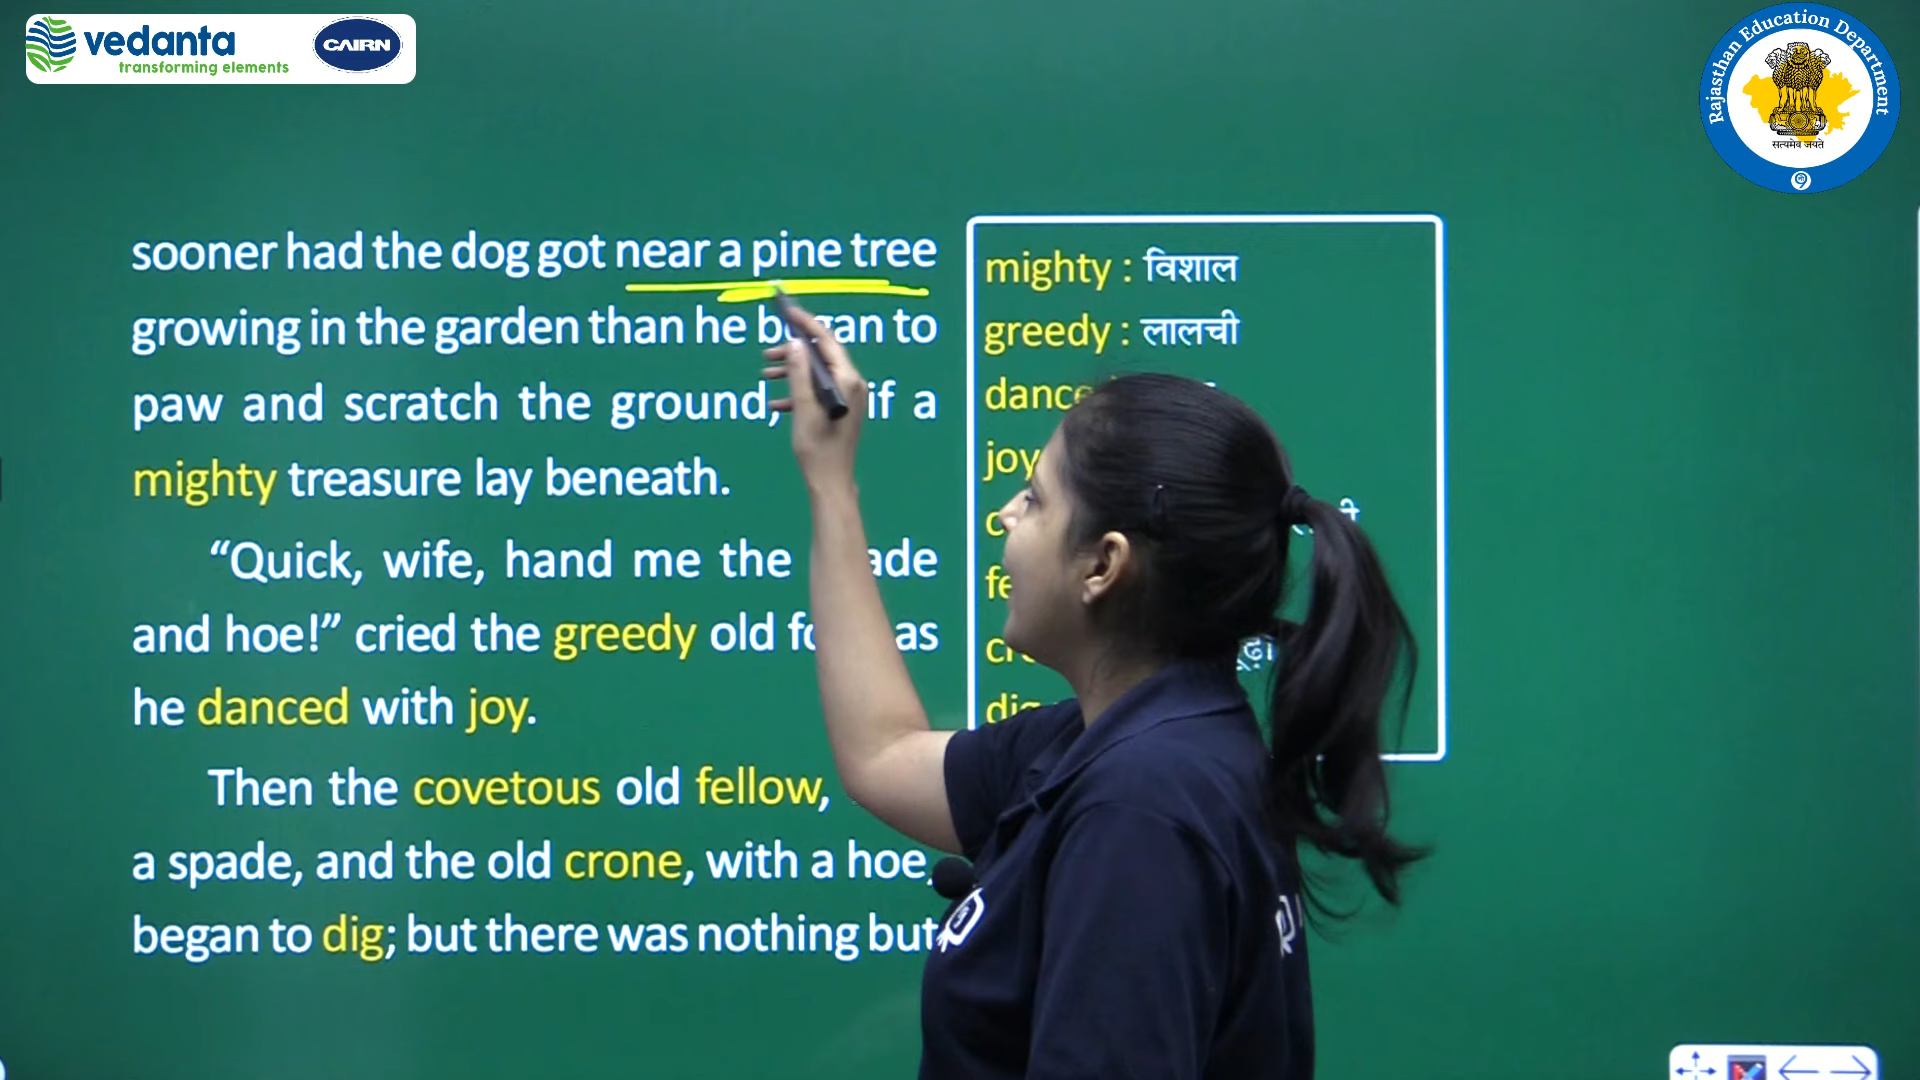 vedanta
transforming elements
CAIRN
Rajasthan Education Department
सत्यमेव जयते
sooner had the dog got near a pine tree
growing in the garden than he began to
paw and scratch the ground, if a
mighty treasure lay beneath.
“Quick, wife, hand me the
and hoe!” cried the greedy old as
he danced with joy.
Then the covetous old fellow,
a spade, and the old crone, with a hoe,
began to dig; but there was nothing but
mighty : विशाल
greedy : लालची
joy
dig